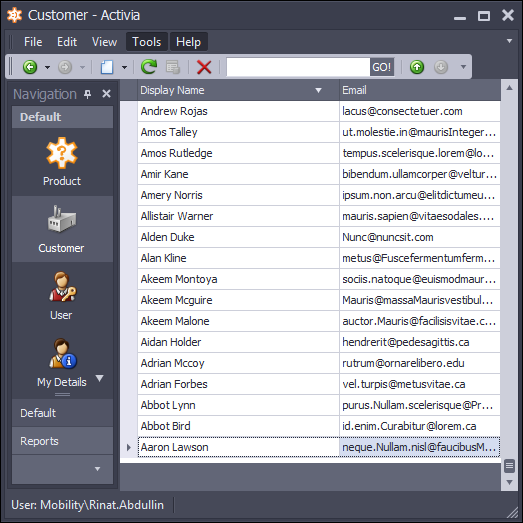 Customer - Activia
File Edit View Tools Help
GO!
Navigation
Default
Product
Customer
User
My Details
Default
Reports
Display Name Email
Andrew Rojas lacus@consectetuer.com
Amos Talley ut.molestie.in@maurisInteger...
Amos Rutledge tempus.scelerisque.lorem@lo...
Amir Kane bibendum.ullamcorper@veltur...
Amery Norris ipsum.non.arcu@elitdictumeu...
Allistair Warner mauris.sapien@vitaesodales....
Alden Duke Nunc@nuncsit.com
Alan Kline metus@Fuscefermentumferm...
Akeem Montoya sociis.natoque@euismodmaur...
Akeem Mcguire Mauris@massaMaurisvestibul...
Akeem Malone auctor.Mauris@facilisisvitae.c...
Aidan Holder hendrerit@pedesagittis.ca
Adrian Mccoy rutrum@ornarelibero.edu
Adrian Forbes vel.turpis@metusvitae.ca
Abbot Lynn purus.Nullam.scelerisque@Pr...
Abbot Bird id.enim.Curabitur@lorem.ca
Aaron Lawson neque.Nullam.nisl@faucibusM...
User: Mobility\Rinat.Abdullin